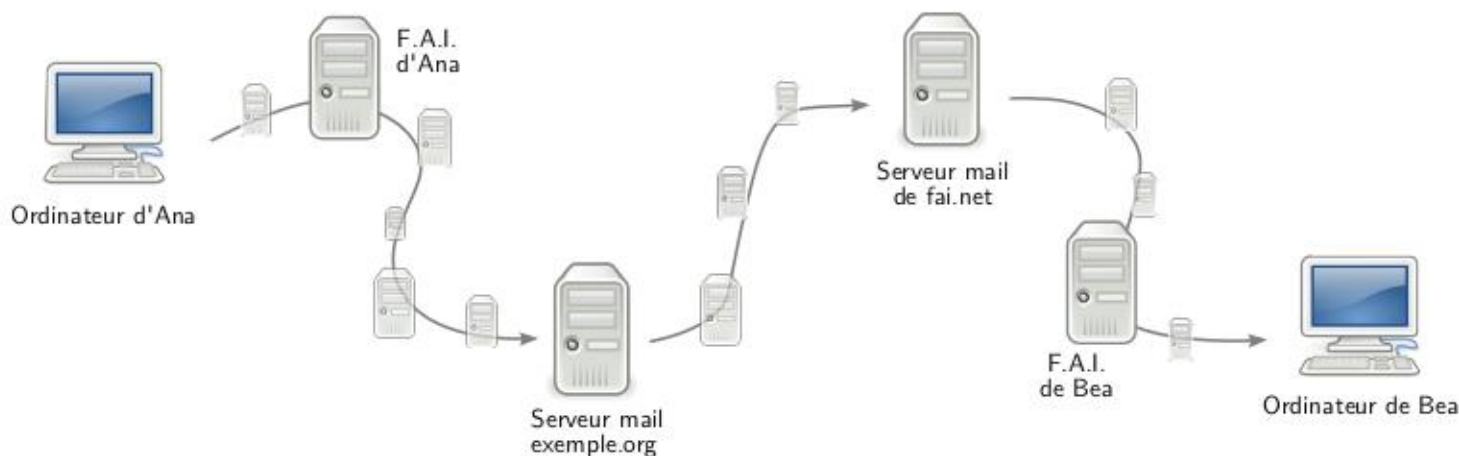 Ordinateur d'Ana
F.A.I.
d'Ana
Serveur mail
exemple.org
Serveur mail
de fai.net
F.A.I.
de Bea
Ordinateur de Bea